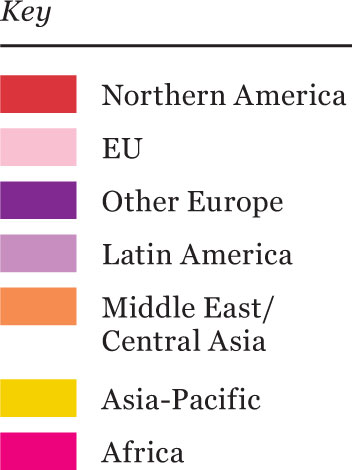 Key
Northern America
EU
Other Europe
Latin America
Middle East/
Central Asia
Asia-Pacific
Africa